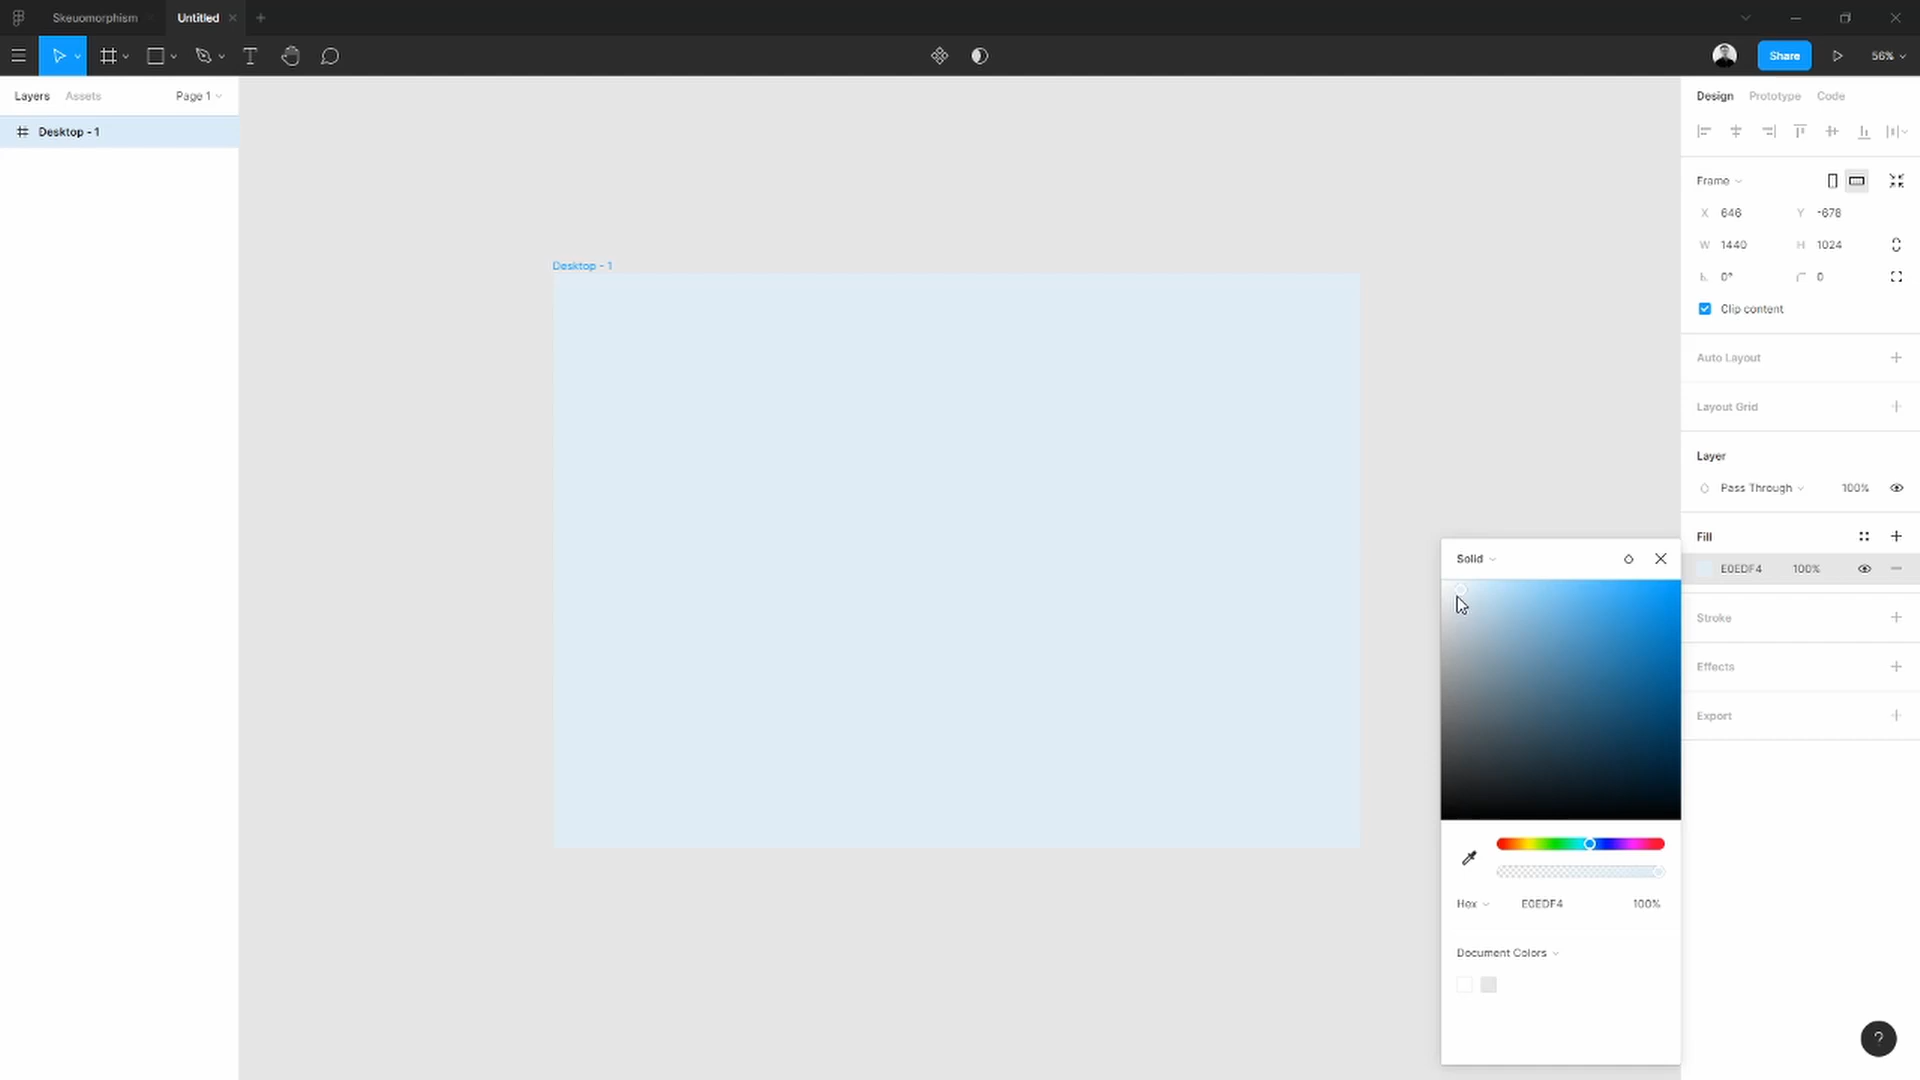 Skeuomorphism
Untitled
Share
56%
Layers Assets Page 1
Desktop - 1
Desktop - 1
Design Prototype Code
Frame
X 646 Y -678
W 1440 H 1024
0° 0
Clip content
Auto Layout
Layout Grid
Layer
Pass Through 100%
Fill
E0EDF4 100%
Stroke
Effects
Export
Solid
Hex E0EDF4 100%
Document Colors
?